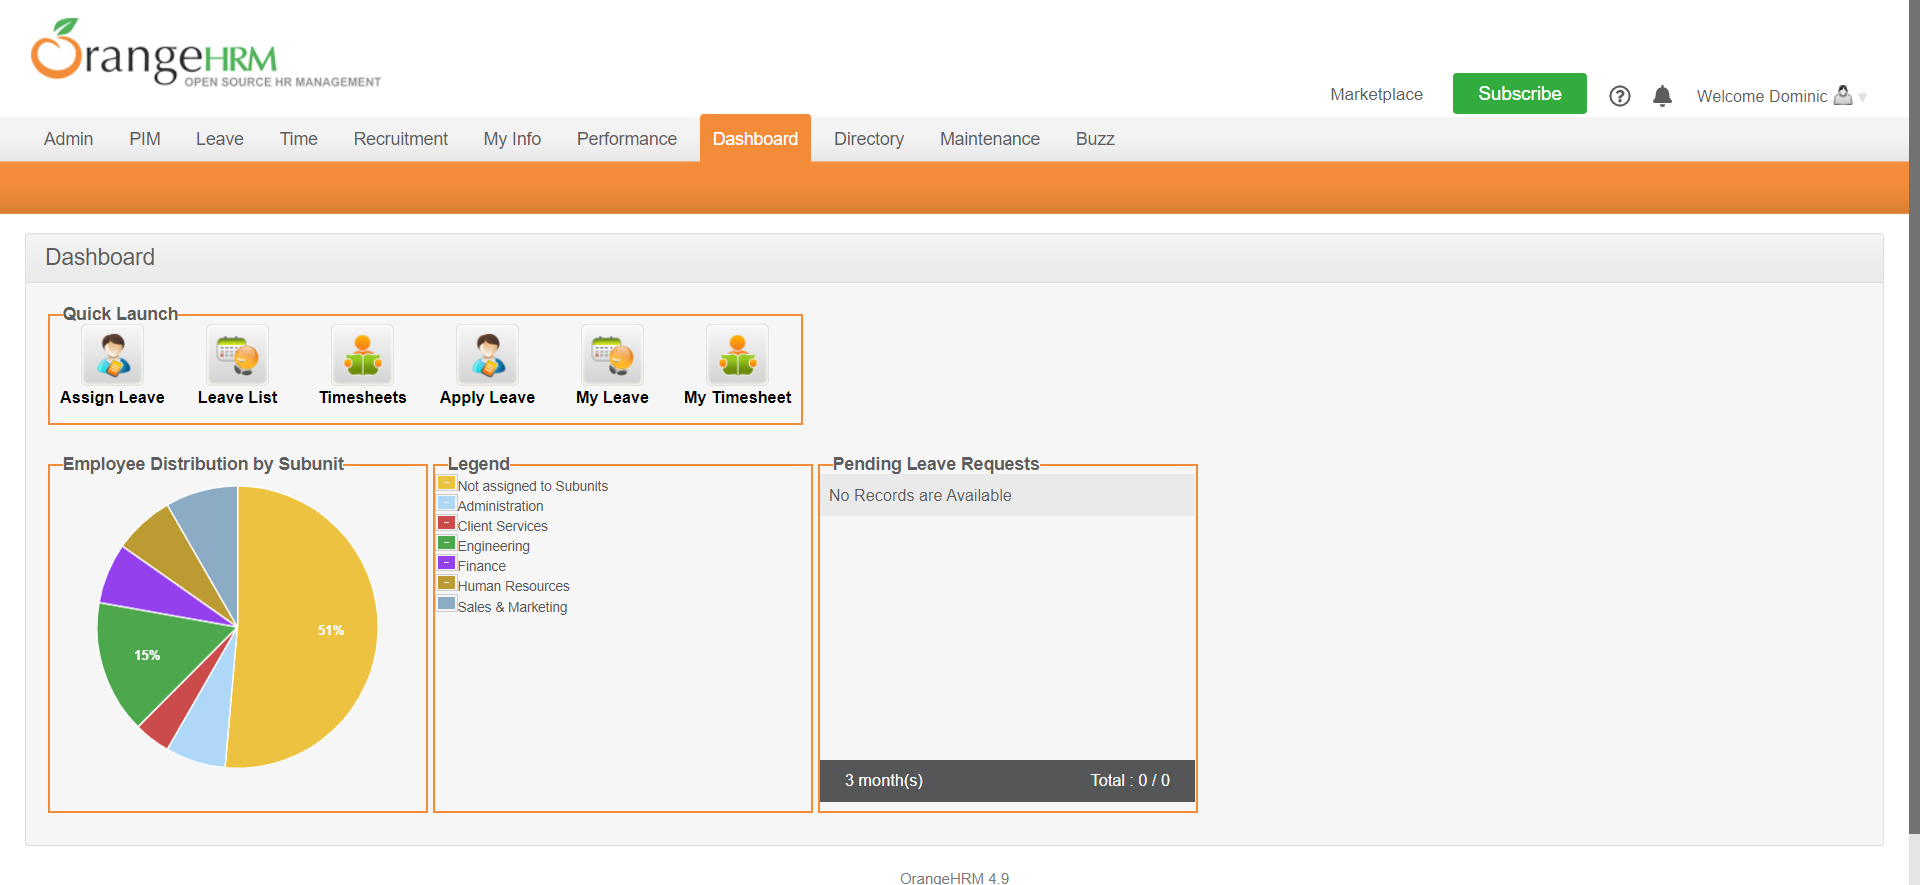 OrangeHRM
OPEN SOURCE HR MANAGEMENT
Marketplace
Subscribe
Welcome Dominic
Admin PIM Leave Time Recruitment My Info Performance Dashboard Directory Maintenance Buzz
Dashboard
Quick Launch
Assign Leave Leave List Timesheets Apply Leave My Leave My Timesheet
Employee Distribution by Subunit
51%
15%
Legend
Not assigned to Subunits
Administration
Client Services
Engineering
Finance
Human Resources
Sales & Marketing
Pending Leave Requests
No Records are Available
3 month(s) Total : 0 / 0
OrangeHRM 4.9